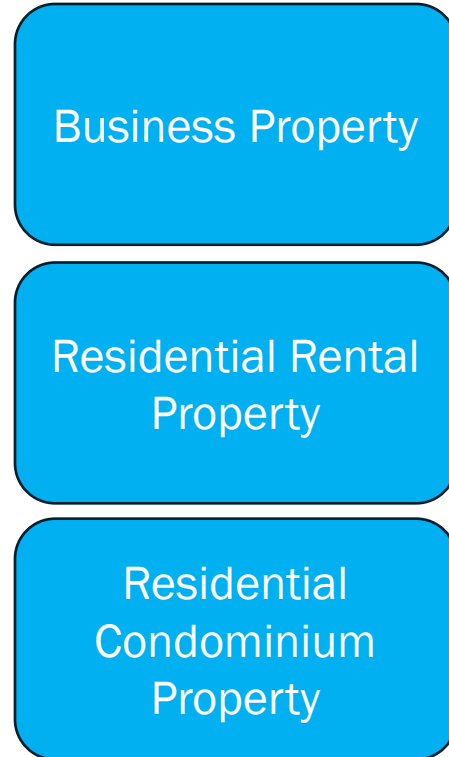 Business Property
Residential Rental
Property
Residential
Condominium
Property